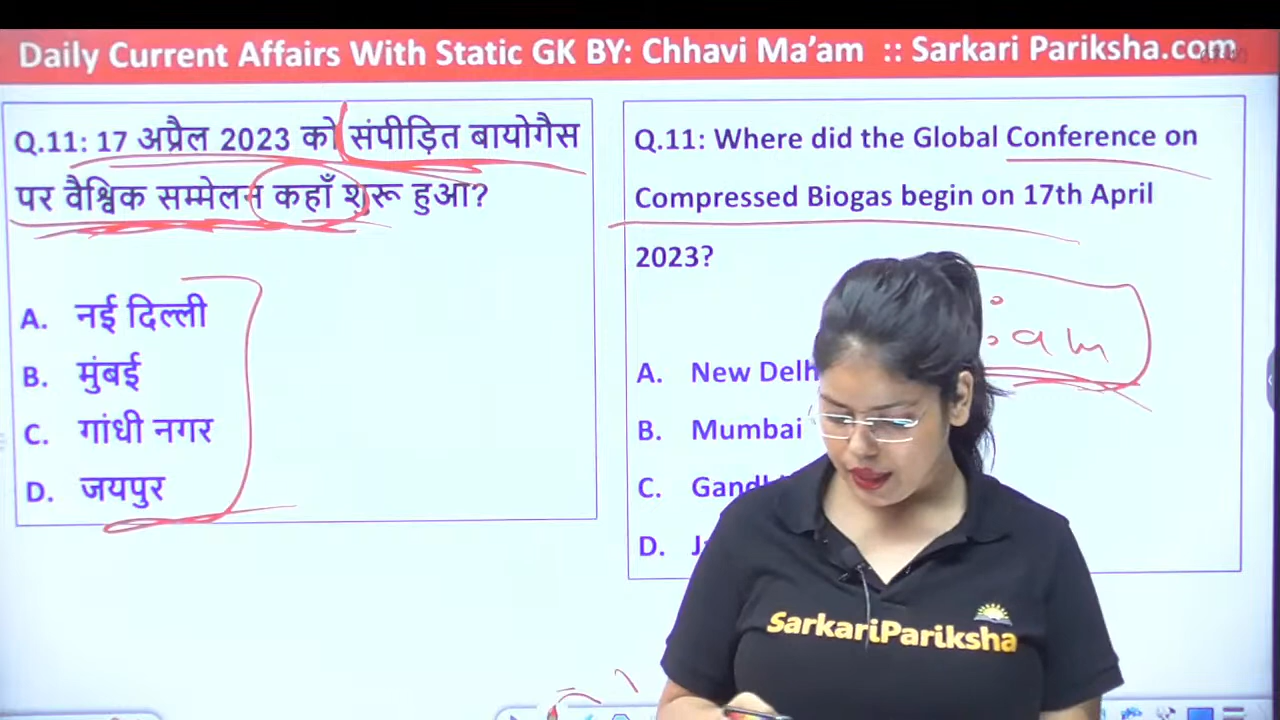 Daily Current Affairs With Static GK BY: Chhavi Ma’am :: Sarkari Pariksha.com
Q.11: 17 अप्रैल 2023 को संपीड़ित बायोगैस
पर वैश्विक सम्मेलन कहाँ शुरू हुआ?
A. नई दिल्ली
B. मुंबई
C. गांधी नगर
D. जयपुर
Q.11: Where did the Global Conference on
Compressed Biogas begin on 17th April
2023?
am
A. New Delh
B. Mumbai
C. Gand
D. J
SarkariPariksha